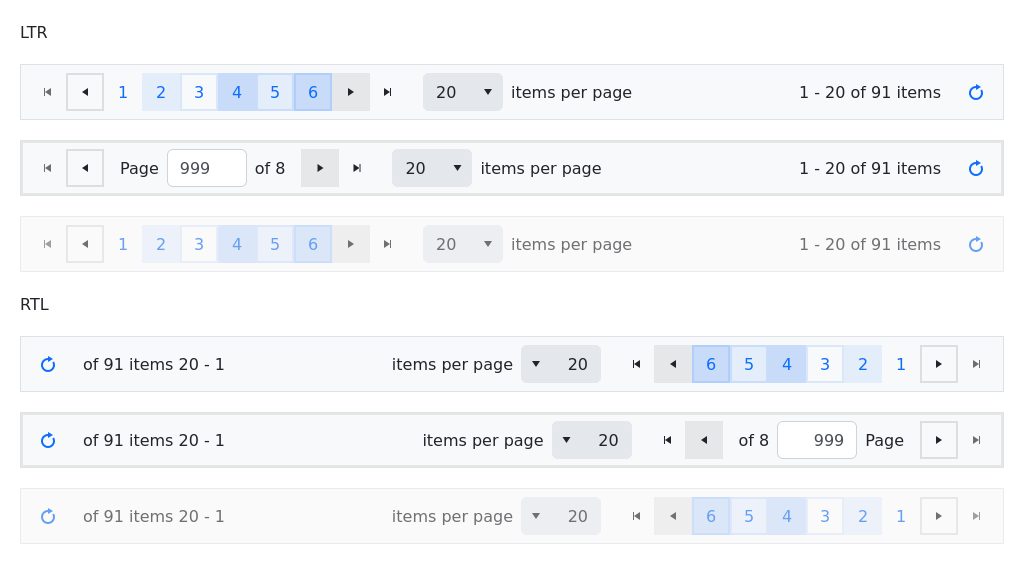 LTR
1 2 3 4 5 6 20 items per page 1 - 20 of 91 items
Page 999 of 8 20 items per page 1 - 20 of 91 items
1 2 3 4 5 6 20 items per page 1 - 20 of 91 items
RTL
of 91 items 20 - 1 items per page 20 6 5 4 3 2 1
of 91 items 20 - 1 items per page 20 of 8 999 Page
of 91 items 20 - 1 items per page 20 6 5 4 3 2 1